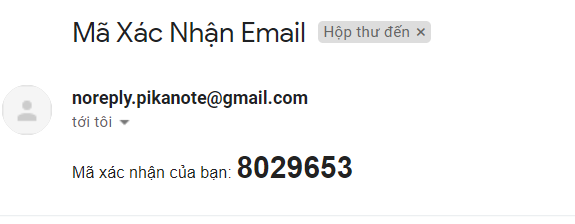 Mã Xác Nhận Email Hộp thư đến ×
noreply.pikanote@gmail.com
tới tôi
Mã xác nhận của bạn: 8029653